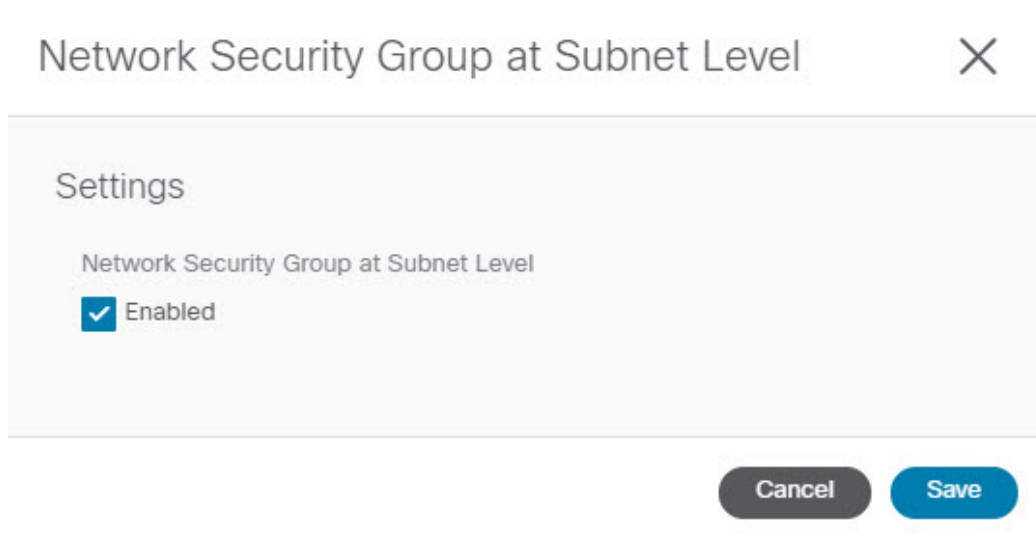 Network Security Group at Subnet Level
Settings
Network Security Group at Subnet Level
Enabled
Cancel
Save